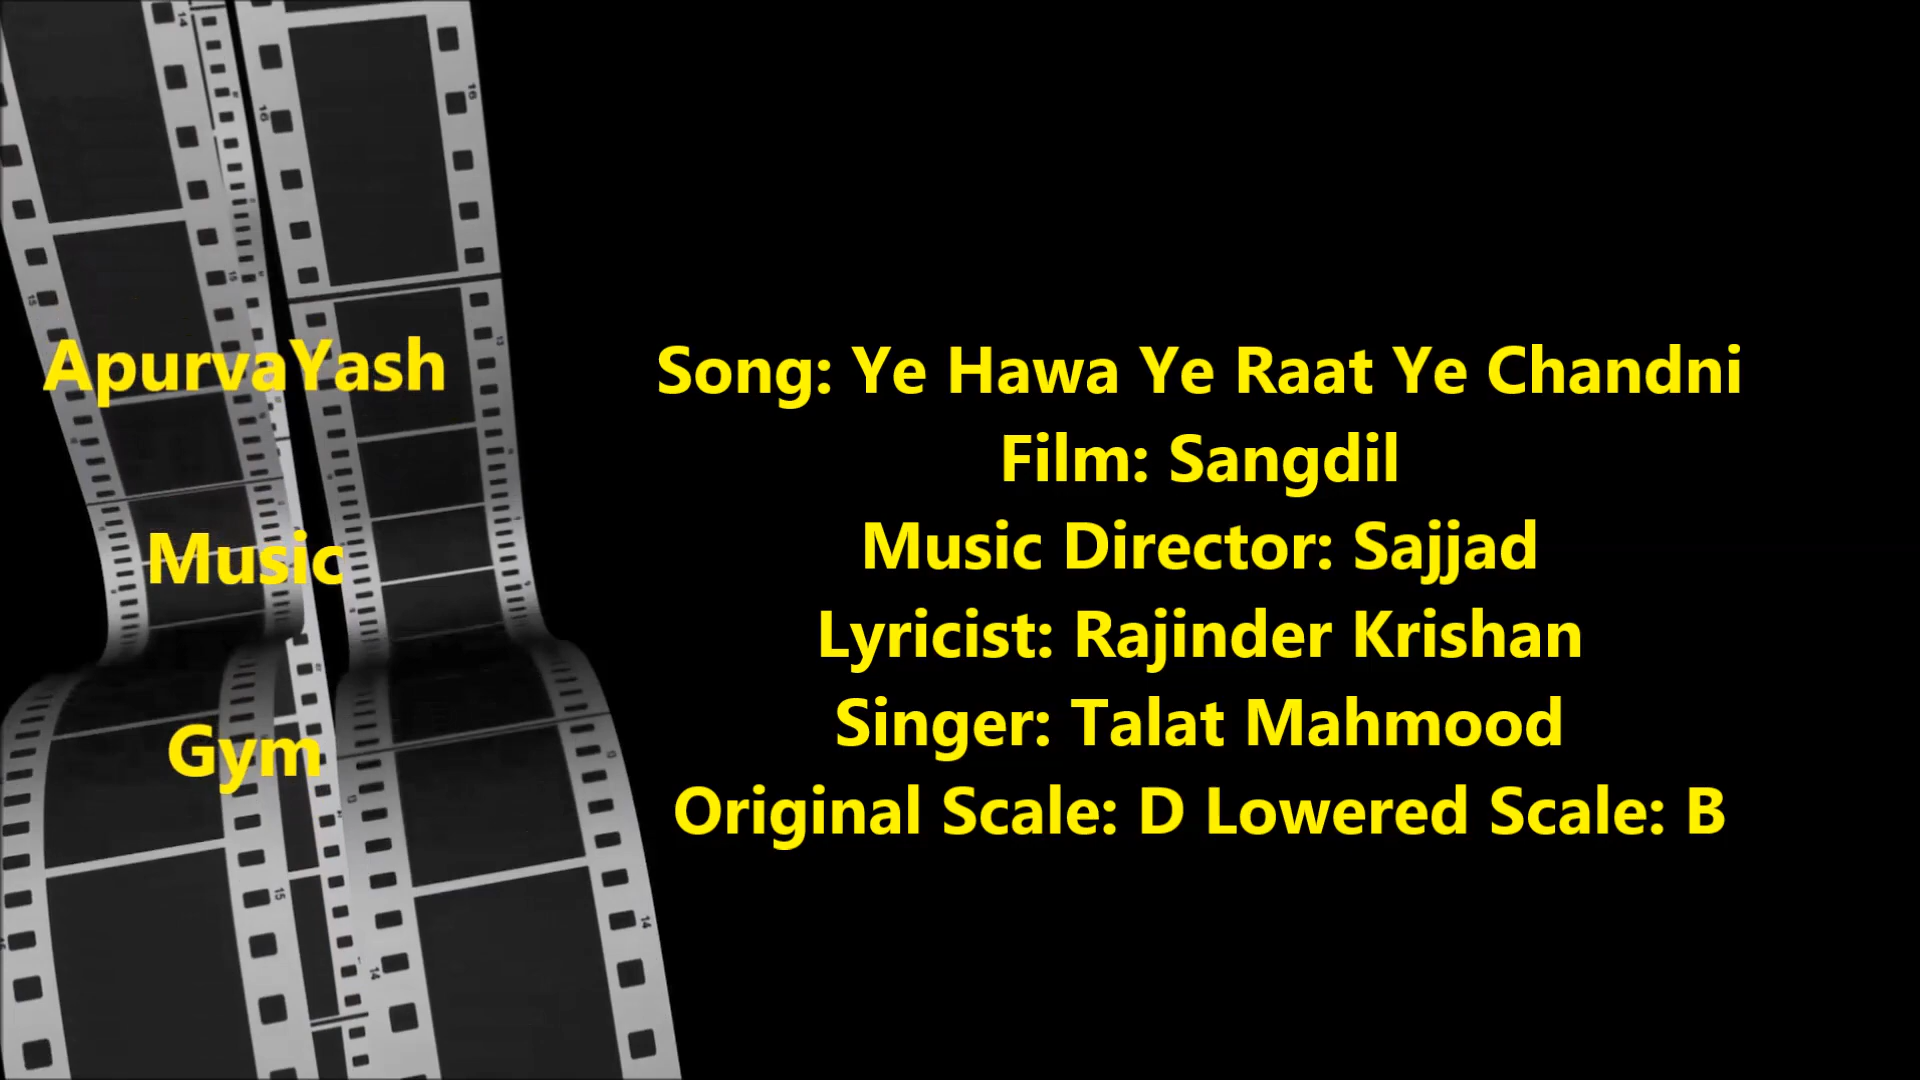 ApurvaYash
Music
Gym
Song: Ye Hawa Ye Raat Ye Chandni
Film: Sangdil
Music Director: Sajjad
Lyricist: Rajinder Krishan
Singer: Talat Mahmood
Original Scale: D Lowered Scale: B